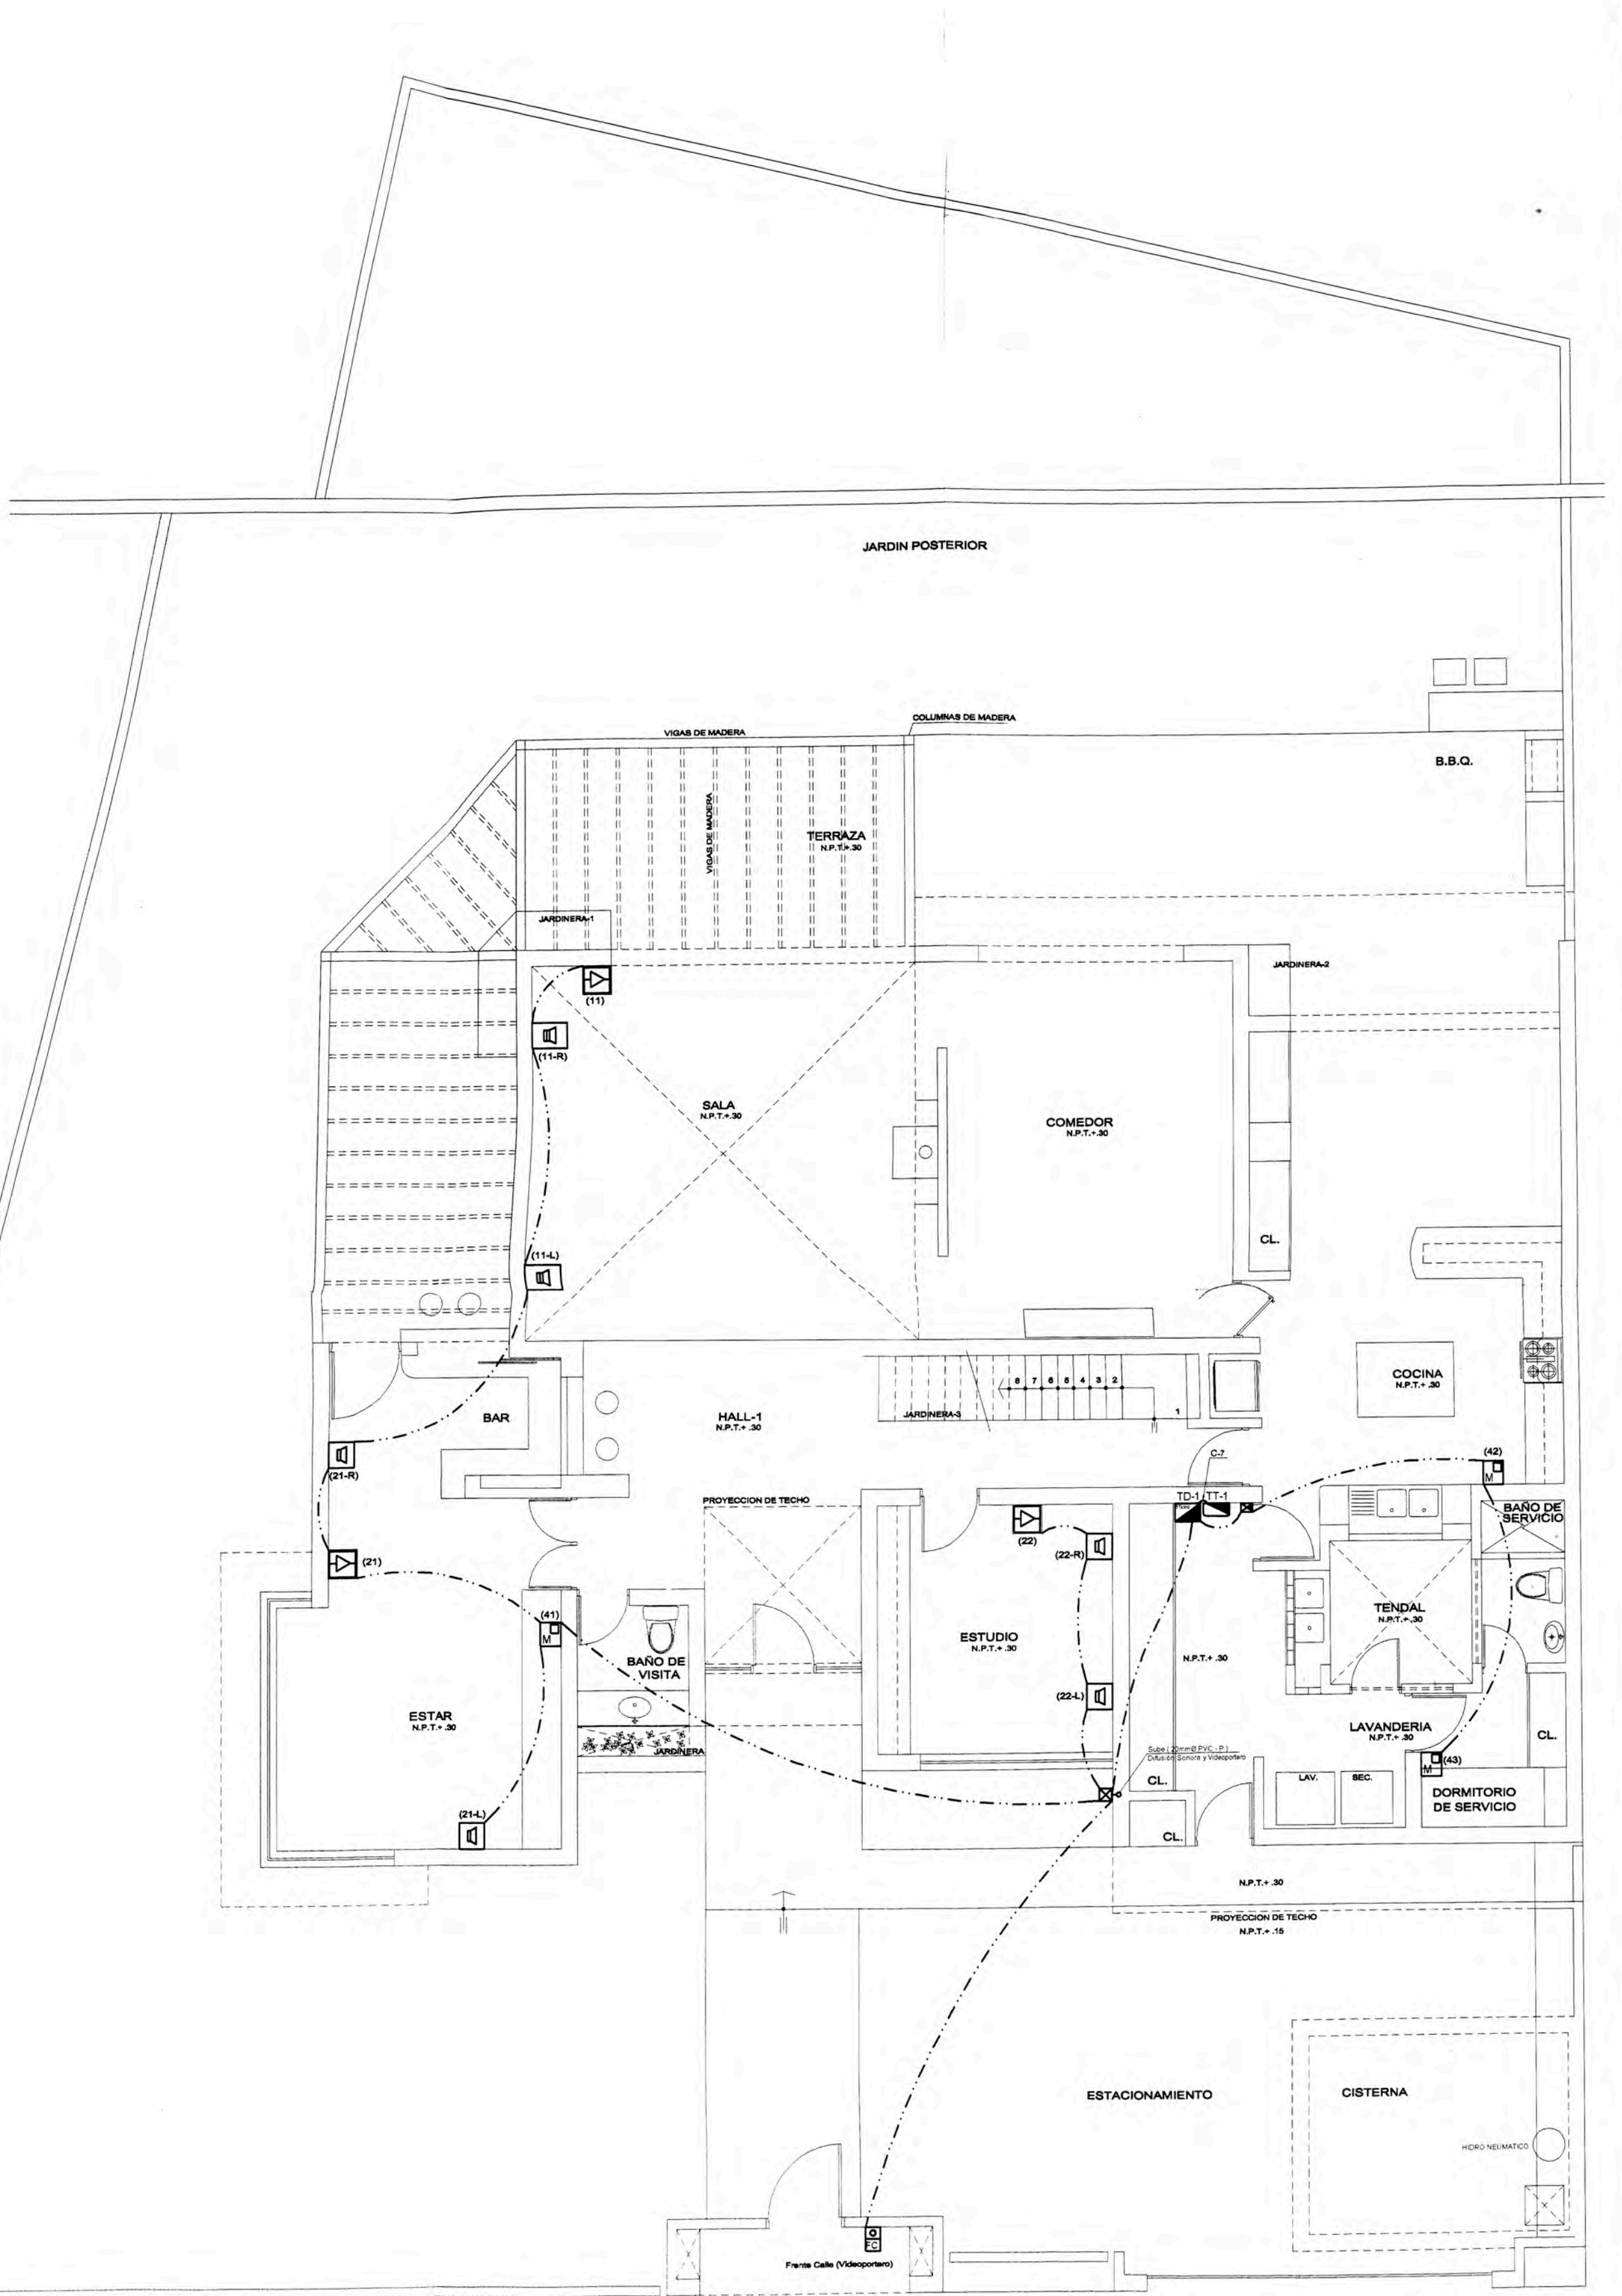 JARDIN POSTERIOR
COLUMNAS DE MADERA
VIGAS DE MADERA
B.B.Q.
VIGAS DE MADERA
TERRAZA
N.P.T.+.30
JARDINERA-1
JARDINERA-2
(11)
(11-R)
SALA
N.P.T.+.30
COMEDOR
N.P.T.+.30
CL.
(11-L)
COCINA
N.P.T.+ .30
8 7 6 5 4 3 2
1
JARDINERA-3
BAR
HALL-1
N.P.T.+ .30
C-7
(42)
M
(21-R)
PROYECCION DE TECHO
TD-1
TT-1
BAÑO DE
SERVICIO
(22)
(22-R)
(21)
(41)
M
TENDAL
N.P.T.+ .30
ESTUDIO
N.P.T.+ .30
BAÑO DE
VISITA
N.P.T.+ .30
(22-L)
ESTAR
N.P.T.+ .30
LAVANDERIA
N.P.T.+ .30
CL.
JARDINERA
Sube ( 20mmØ PVC - P )
Difusión Sonora y Videoportero
(43)
M
CL.
LAV.
SEC.
DORMITORIO
DE SERVICIO
(21-L)
CL.
N.P.T.+ .30
PROYECCION DE TECHO
N.P.T.+ .15
ESTACIONAMIENTO
CISTERNA
HIDRO NEUMATICO
FC
Frente Calle (Videoportero)